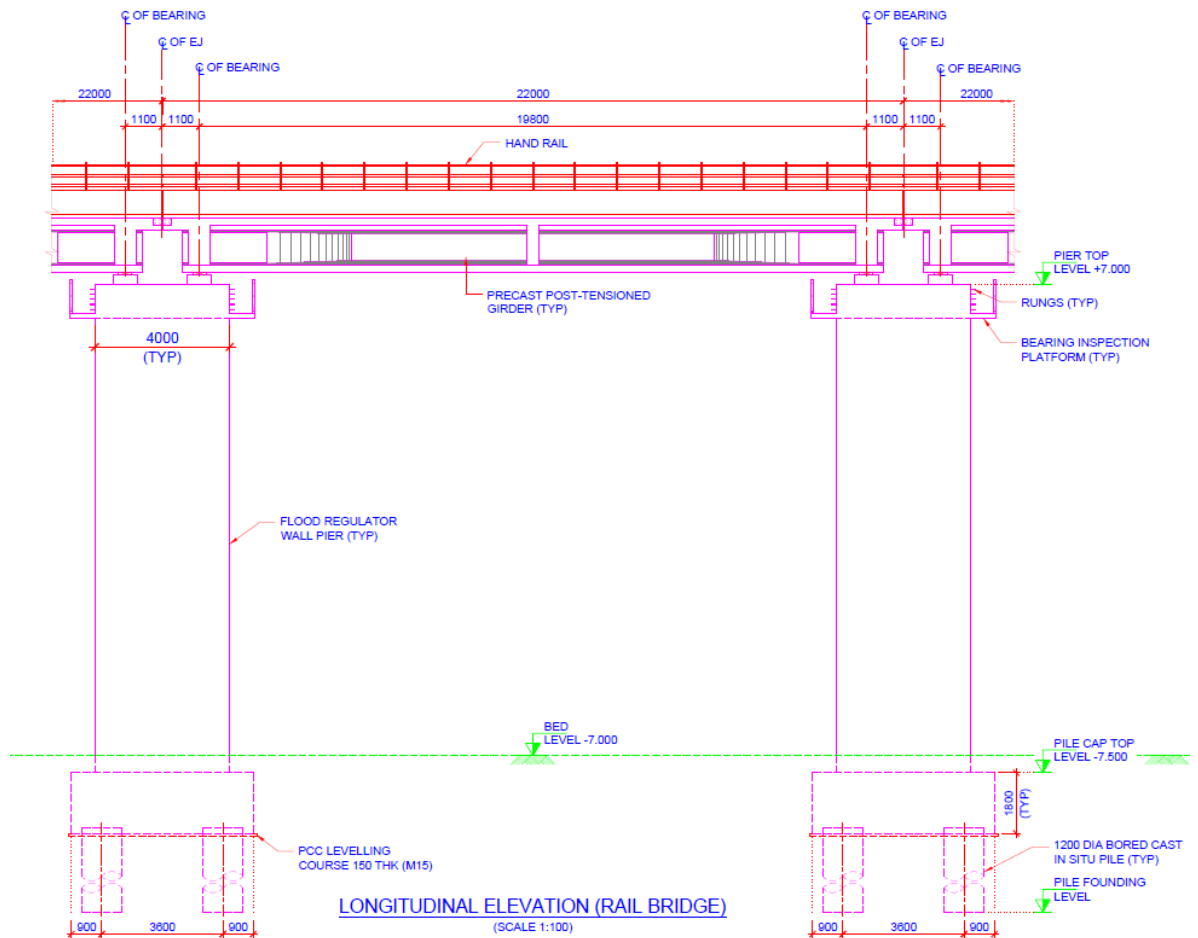 ℄ OF BEARING
℄ OF EJ
℄ OF BEARING
℄ OF BEARING
℄ OF EJ
℄ OF BEARING
22000
22000
22000
1100
1100
19800
1100
1100
HAND RAIL
PRECAST POST-TENSIONED
GIRDER (TYP)
PIER TOP
LEVEL +7.000
RUNGS (TYP)
BEARING INSPECTION
PLATFORM (TYP)
4000
(TYP)
FLOOD REGULATOR
WALL PIER (TYP)
BED
LEVEL -7.000
PILE CAP TOP
LEVEL -7.500
1800
(TYP)
PCC LEVELLING
COURSE 150 THK (M15)
1200 DIA BORED CAST
IN SITU PILE (TYP)
PILE FOUNDING
LEVEL
900
3600
900
900
3600
900
LONGITUDINAL ELEVATION (RAIL BRIDGE)
(SCALE 1:100)